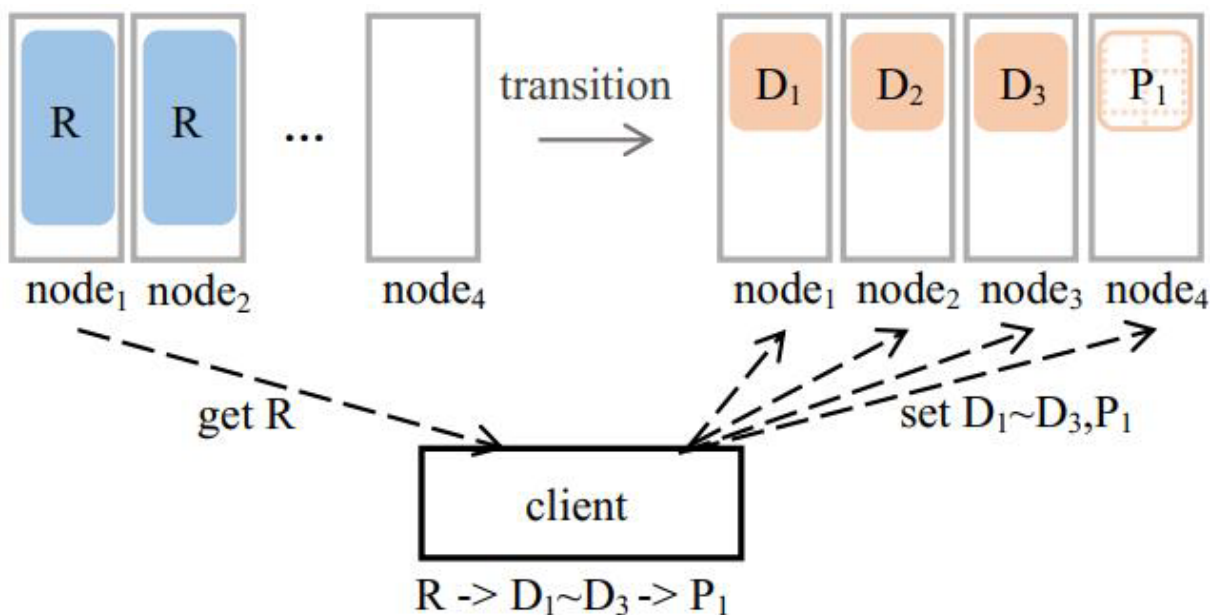 R R ... transition D₁ D₂ D₃ P₁
node₁ node₂ node₄ node₁ node₂ node₃ node₄
get R set D₁~D₃,P₁
client
R -> D₁~D₃ -> P₁